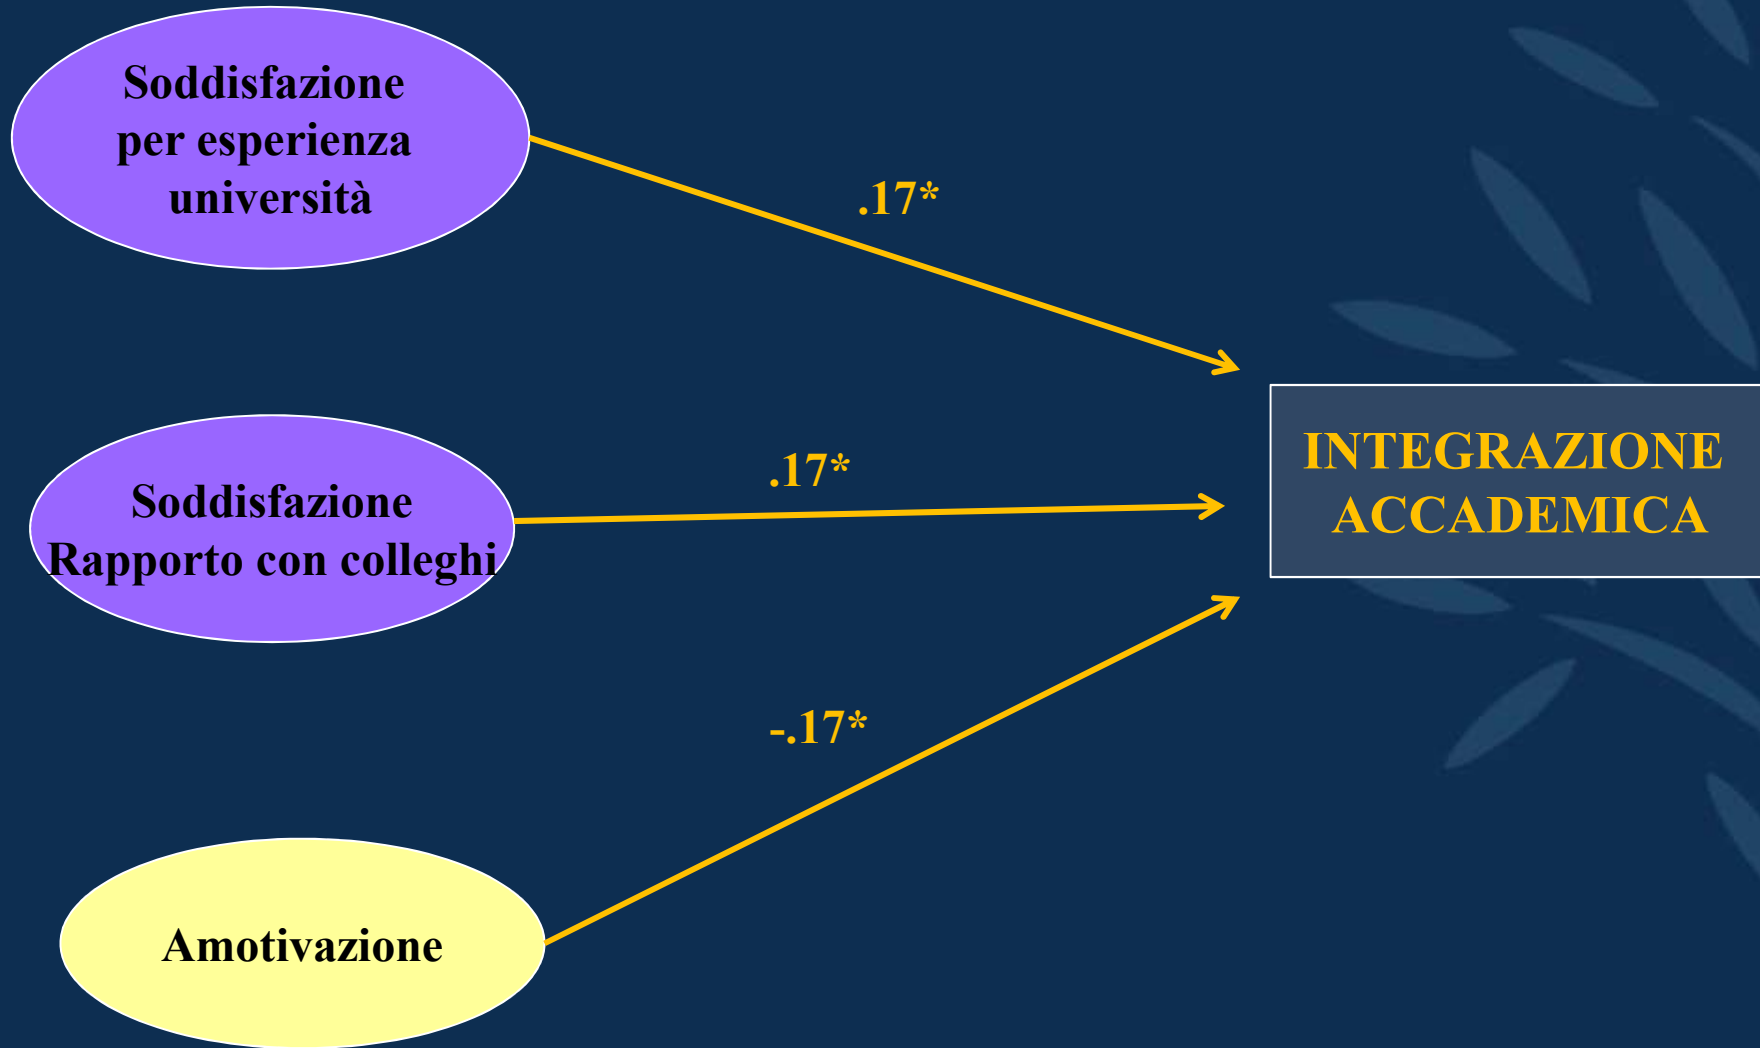 Soddisfazione
per esperienza
università
.17*
Soddisfazione
Rapporto con colleghi
.17*
INTEGRAZIONE
ACCADEMICA
-.17*
Amotivazione